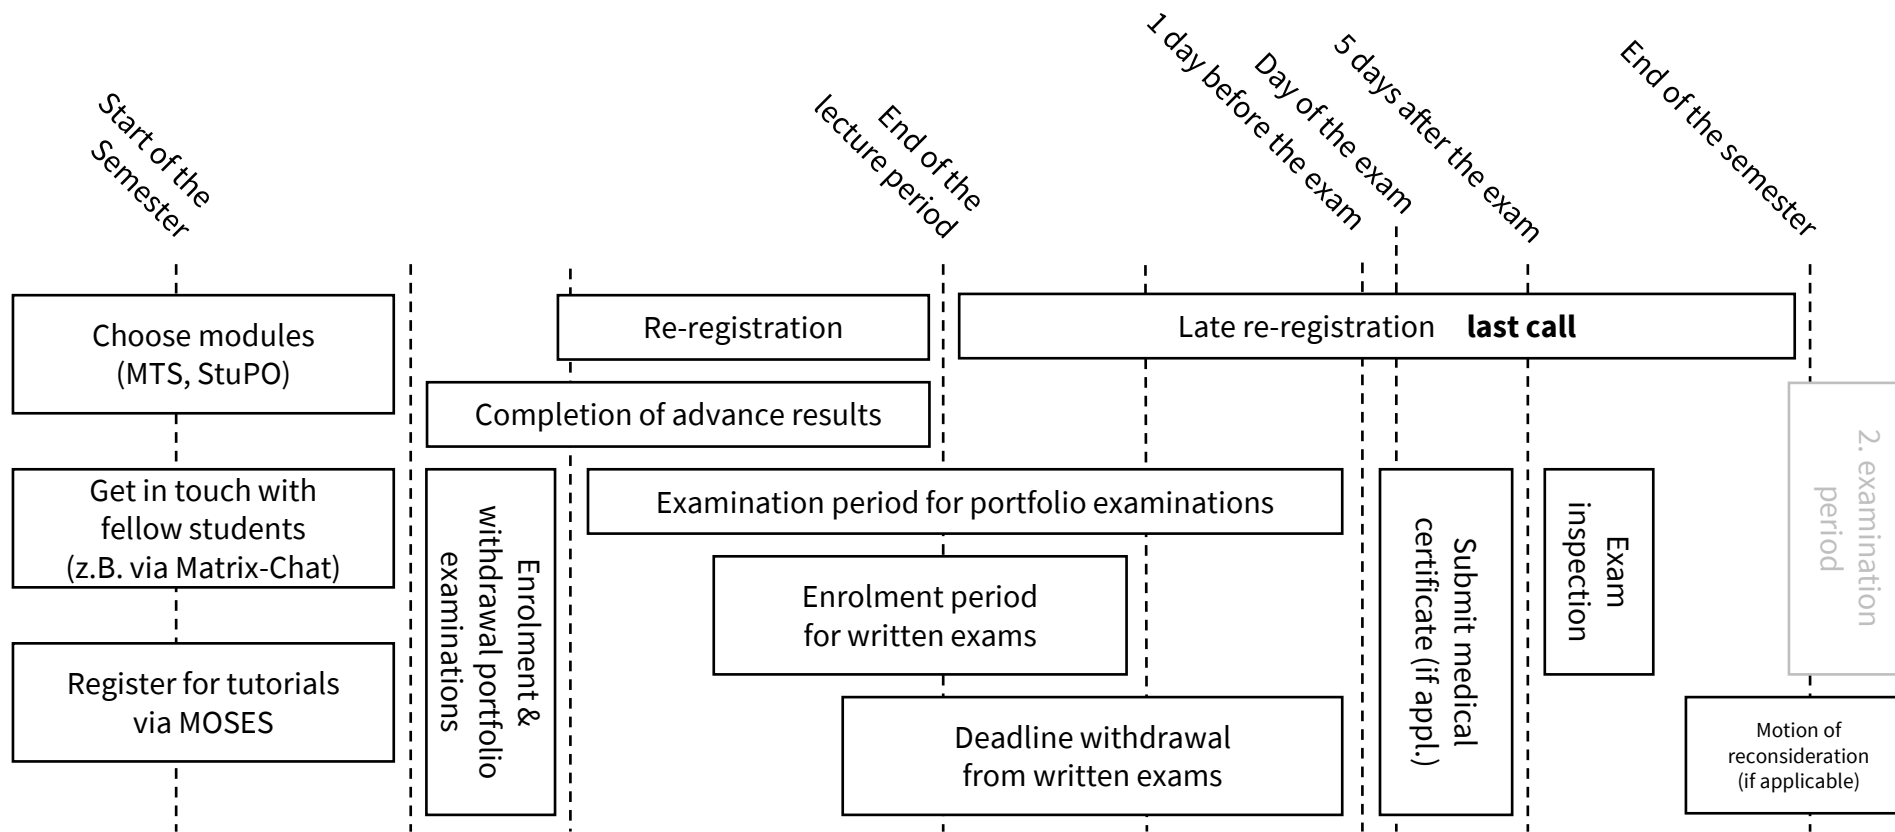 Start of the
Semester
End of the
lecture period
1 day before the exam
Day of the exam
5 days after the exam
End of the semester
Choose modules
(MTS, StuPO)
Re-registration
Late re-registration last call
Completion of advance results
Get in touch with
fellow students
(z.B. via Matrix-Chat)
Enrolment &
withdrawal portfolio
examinations
Examination period for portfolio examinations
Submit medical
certificate (if appl.)
Exam
inspection
2. examination
period
Enrolment period
for written exams
Register for tutorials
via MOSES
Deadline withdrawal
from written exams
Motion of
reconsideration
(if applicable)